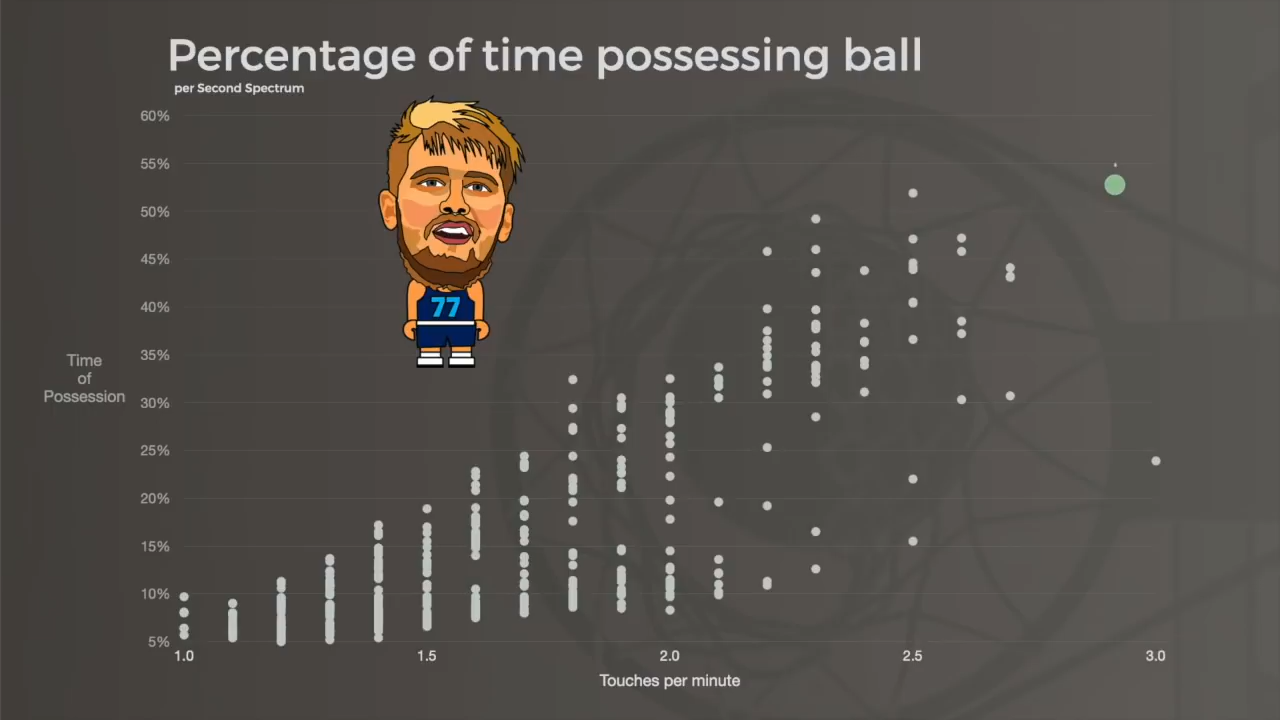 Percentage of time possessing ball
per Second Spectrum
60%
55%
50%
45%
40%
35%
30%
25%
20%
15%
10%
5%
Time
of
Possession
77
1.0 1.5 2.0 2.5 3.0
Touches per minute